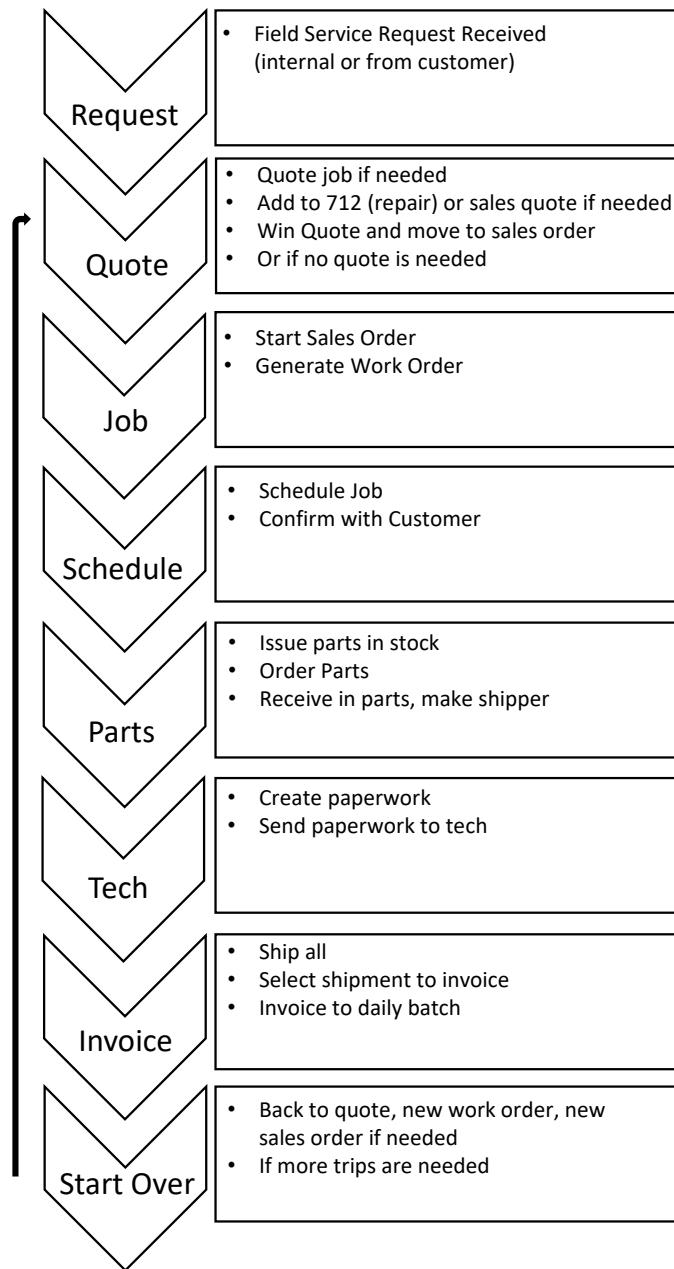 Request
• Field Service Request Received
(internal or from customer)
Quote
• Quote job if needed
• Add to 712 (repair) or sales quote if needed
• Win Quote and move to sales order
• Or if no quote is needed
Job
• Start Sales Order
• Generate Work Order
Schedule
• Schedule Job
• Confirm with Customer
Parts
• Issue parts in stock
• Order Parts
• Receive in parts, make shipper
Tech
• Create paperwork
• Send paperwork to tech
Invoice
• Ship all
• Select shipment to invoice
• Invoice to daily batch
Start Over
• Back to quote, new work order, new
sales order if needed
• If more trips are needed